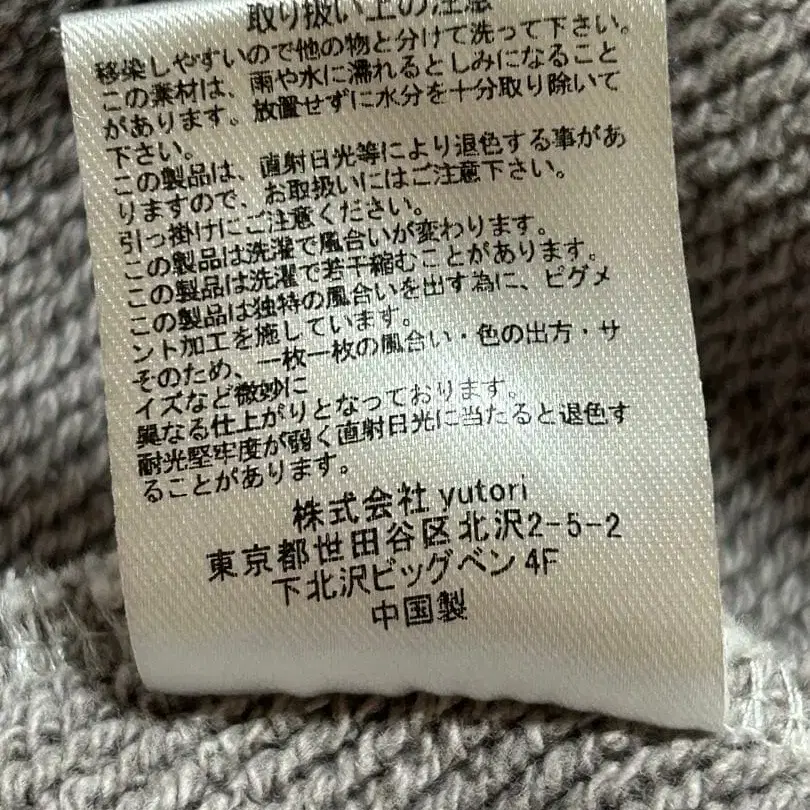 取り扱い上の注意
移染しやすいので他の物と分けて洗って下さい。
この素材は、雨や水に濡れるとしみになること
があります。放置せずに水分を十分取り除いて
下さい。
この製品は、直射日光等により退色する事があ
りますので、お取扱いにはご注意下さい。
引っ掛けにご注意ください。
この製品は洗濯で風合いが変わります。
この製品は洗濯で若干縮むことがあります。
この製品は独特の風合いを出す為に、ピグメ
ント加工を施しています。
そのため、一枚一枚の風合い・色の出方・サ
イズなど微妙に
異なる仕上がりとなっております。
耐光堅牢度が弱く直射日光に当たると退色す
ることがあります。
株式会社 yutori
東京都世田谷区北沢2-5-2
下北沢ビッグベン 4F
中国製